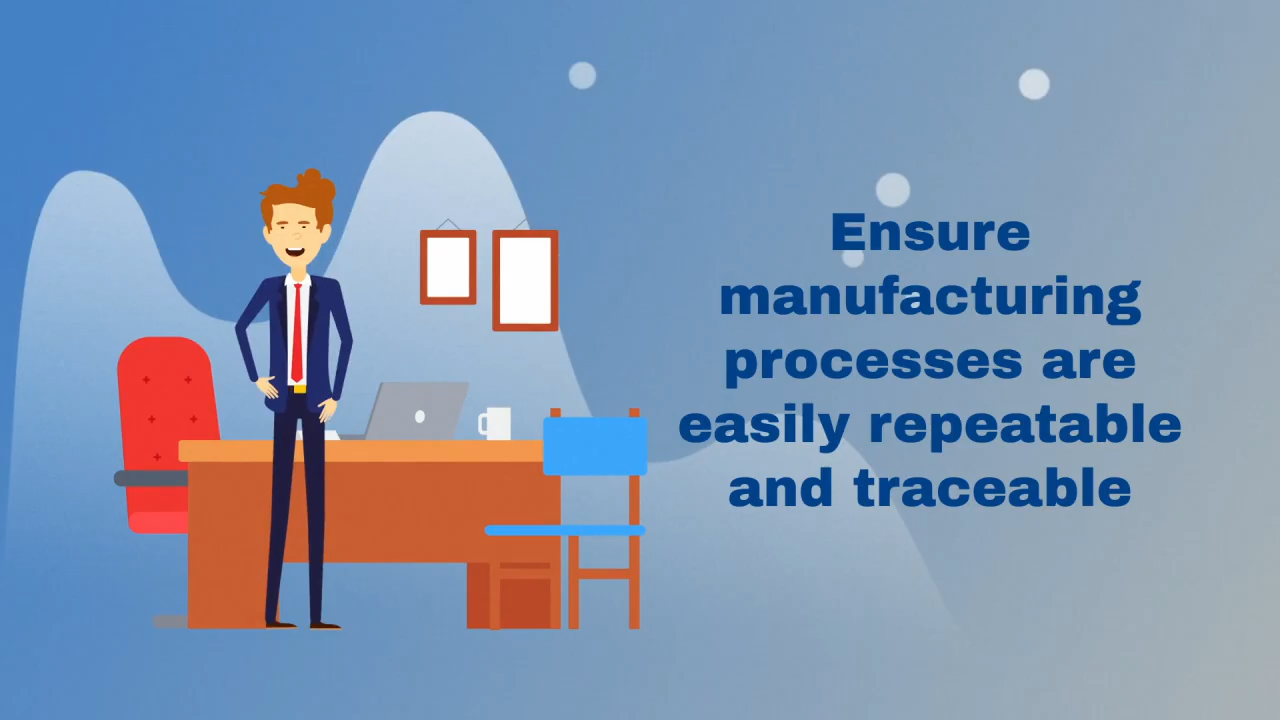 Ensure
manufacturing
processes are
easily repeatable
and traceable